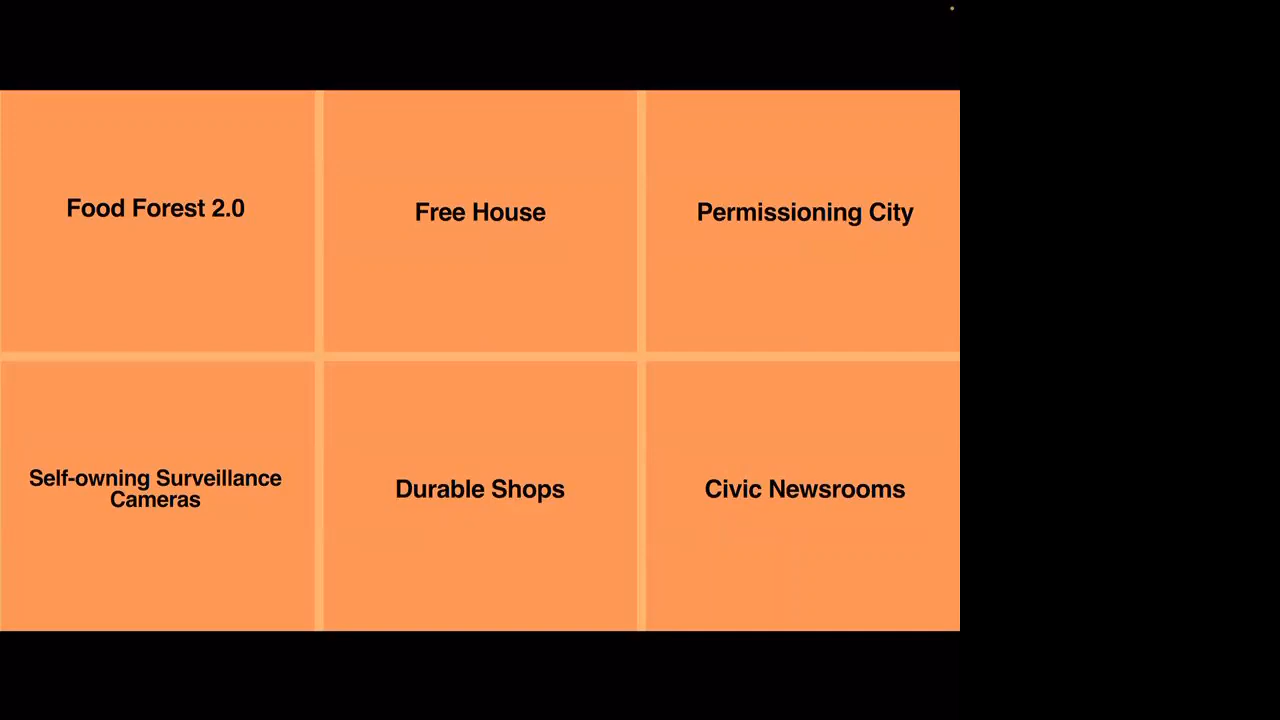 Food Forest 2.0
Free House
Permissioning City
Self-owning Surveillance
Cameras
Durable Shops
Civic Newsrooms